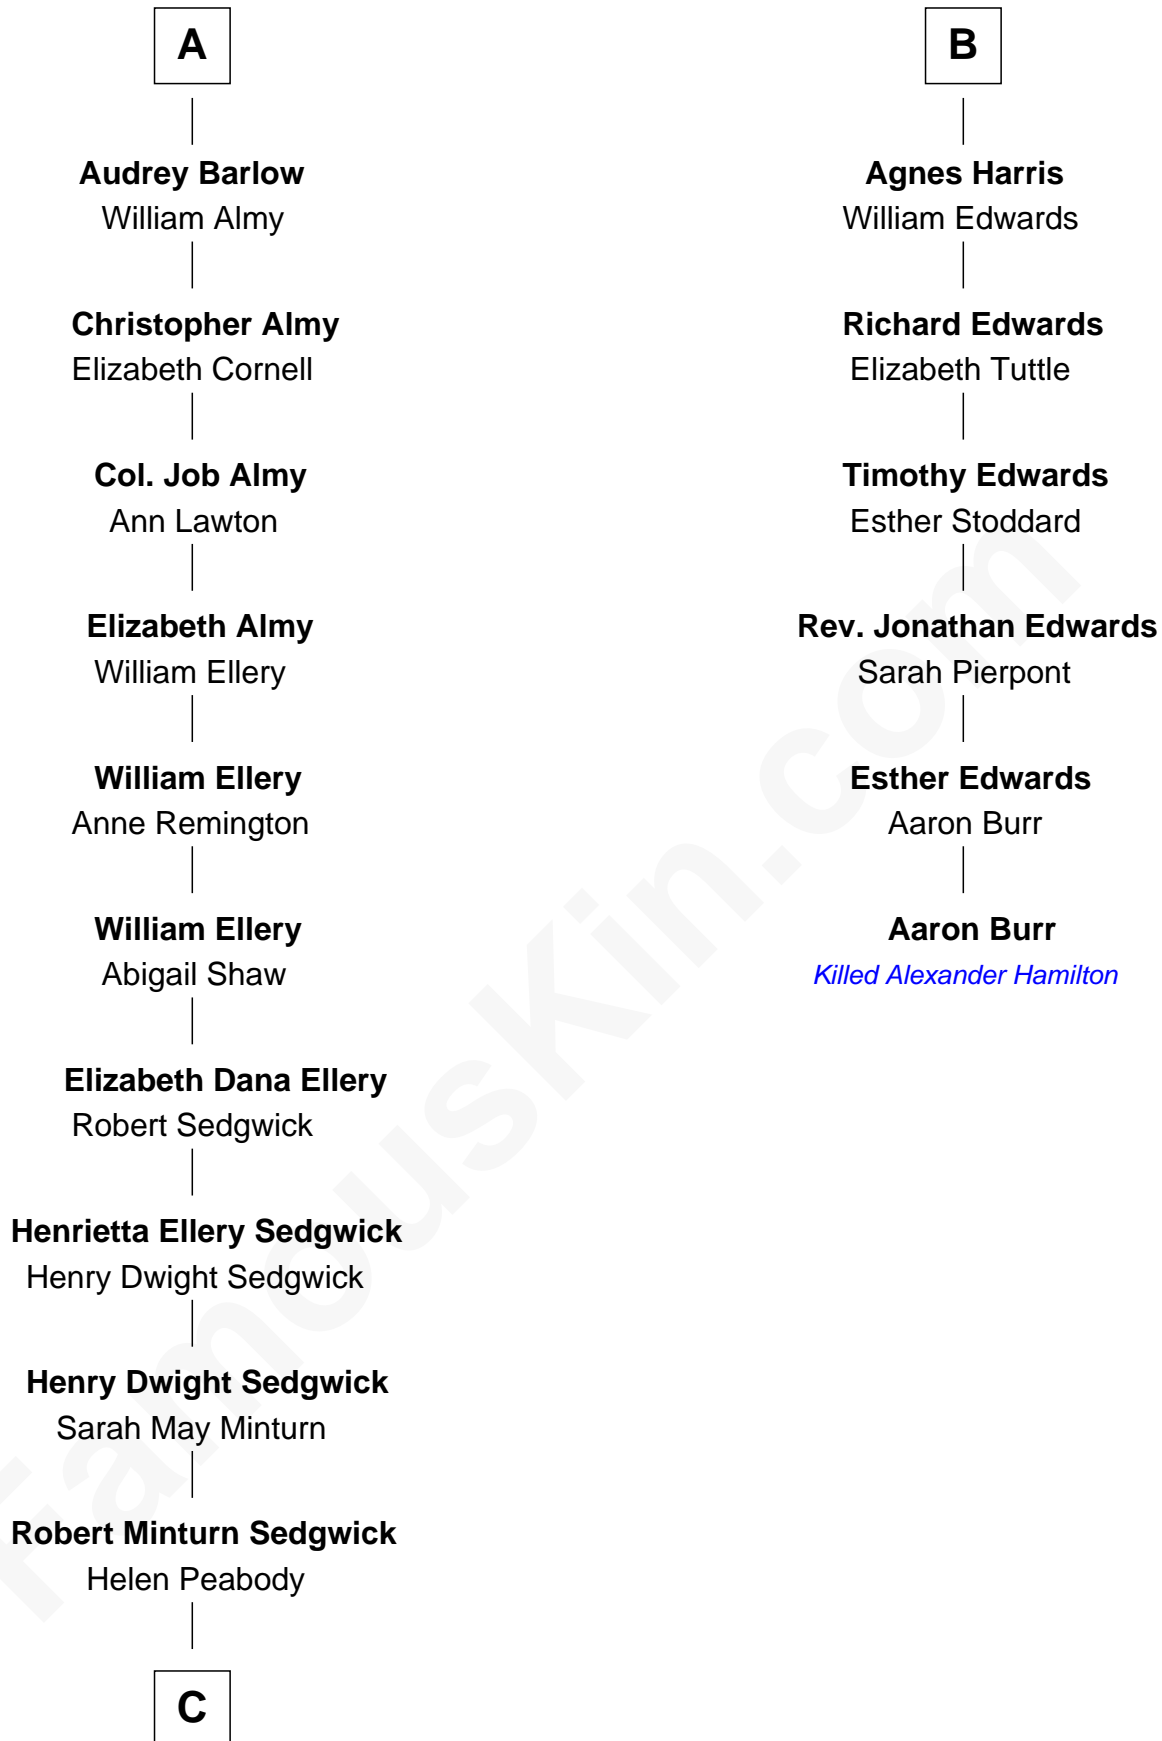 A
Audrey Barlow
William Almy
Christopher Almy
Elizabeth Cornell
Col. Job Almy
Ann Lawton
Elizabeth Almy
William Ellery
William Ellery
Anne Remington
William Ellery
Abigail Shaw
Elizabeth Dana Ellery
Robert Sedgwick
Henrietta Ellery Sedgwick
Henry Dwight Sedgwick
Henry Dwight Sedgwick
Sarah May Minturn
Robert Minturn Sedgwick
Helen Peabody
C
B
Agnes Harris
William Edwards
Richard Edwards
Elizabeth Tuttle
Timothy Edwards
Esther Stoddard
Rev. Jonathan Edwards
Sarah Pierpont
Esther Edwards
Aaron Burr
Aaron Burr
Killed Alexander Hamilton
FamousKin.com